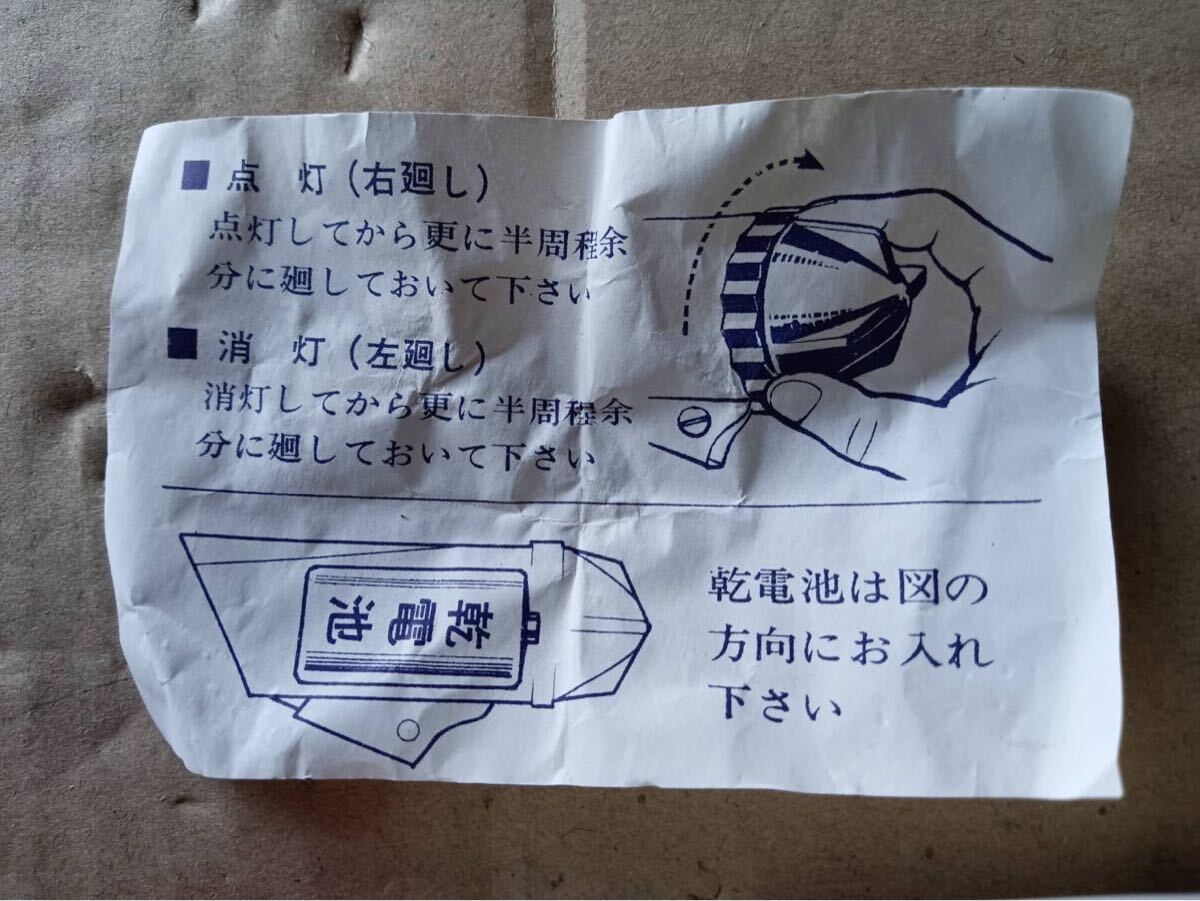 ■ 点 灯(右廻し)
点灯してから更に半周程余
分に廻しておいて下さい
■ 消 灯(左廻し)
消灯してから更に半周程余
分に廻しておいて下さい
乾電池
乾電池は図の
方向にお入れ
下さい